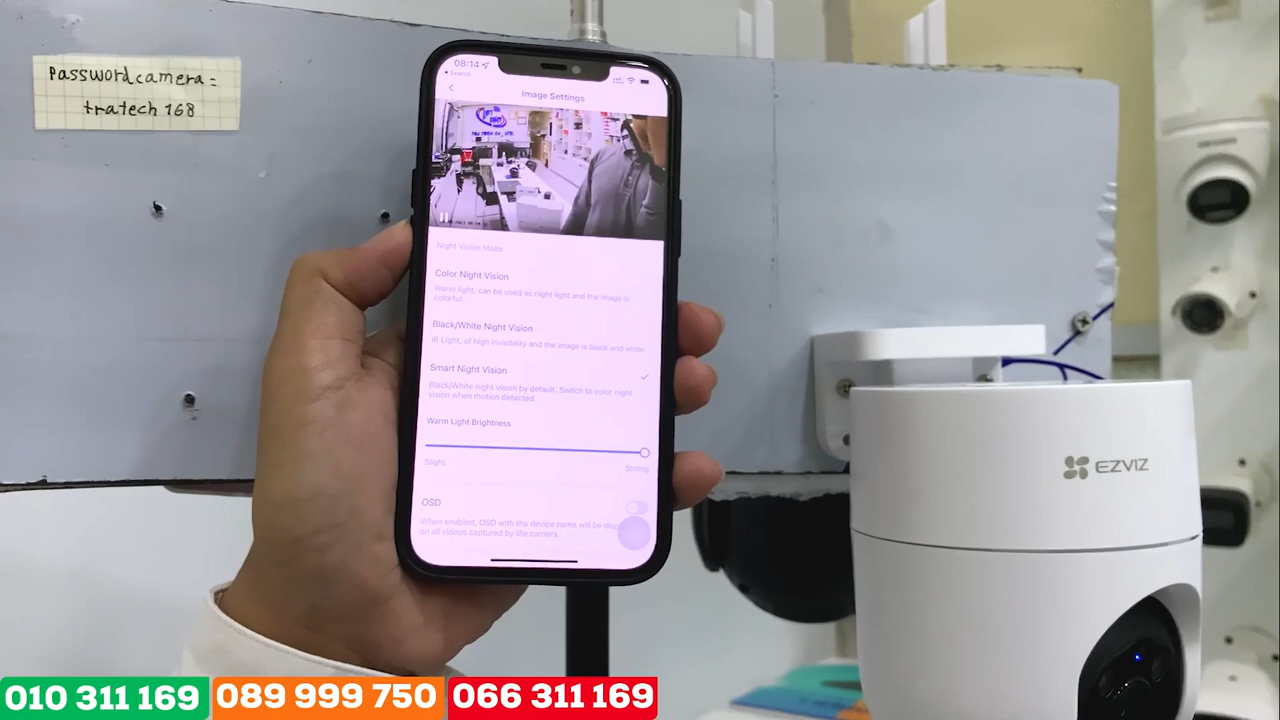 Password camera =
tratech 168
08:14
Search
Image Settings
Night Vision Mode
Color Night Vision
Warm light, can be used as night light and the image is
colorful.
Black/White Night Vision
IR Light, of high invisibility and the image is black and white
Smart Night Vision
Black/White night vision by default. Switch to color night
vision when motion detected.
Warm Light Brightness
Slight
Strong
OSD
When enabled, OSD with the device name will be
on all videos captured by the camera.
EZVIZ
010 311 169
089 999 750
066 311 169